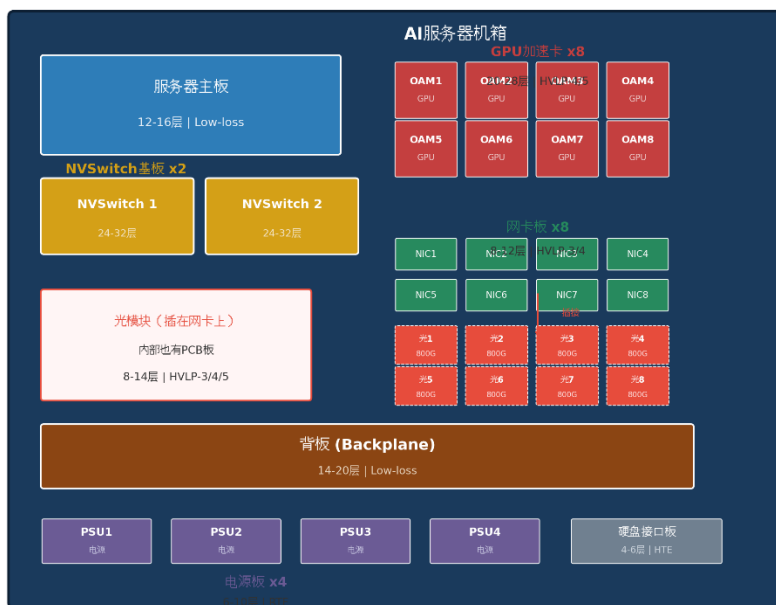 AI服务器机箱
GPU加速卡 x8
服务器主板
12-16层 | Low-loss
OAM1
GPU
OAM2
GPU
OAM3
GPU
OAM4
GPU
OAM5
GPU
OAM6
GPU
OAM7
GPU
OAM8
GPU
NVSwitch基板 x2
NVSwitch 1
24-32层
NVSwitch 2
24-32层
网卡板 x8
8-12层 | HVLP-3/4
NIC1
NIC2
NIC3
NIC4
NIC5
NIC6
NIC7
NIC8
光模块（插在网卡上）
内部也有PCB板
8-14层 | HVLP-3/4/5
光1
800G
光2
800G
光3
800G
光4
800G
光5
800G
光6
800G
光7
800G
光8
800G
背板 (Backplane)
14-20层 | Low-loss
PSU1
电源
PSU2
电源
PSU3
电源
PSU4
电源
硬盘接口板
4-6层 | HTE
电源板 x4